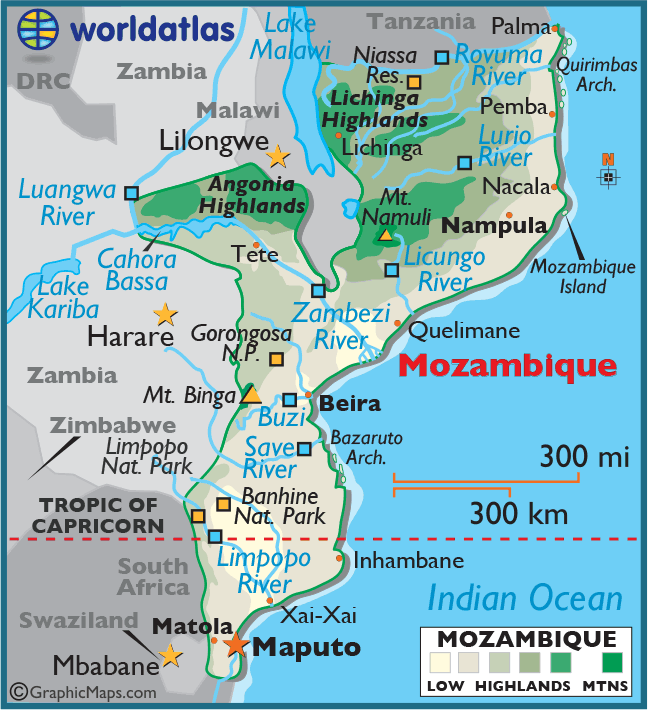 worldatlas
Lake
Malawi
Tanzania
Palma
DRC
Zambia
Niassa
Res.
Rovuma
River
Quirimbas
Arch.
Malawi
Lichinga
Highlands
Pemba
Lilongwe
Lichinga
Lurio
River
N
Luangwa
River
Angonia
Highlands
Mt.
Namuli
Nacala
Nampula
Cahora
Bassa
Tete
Licungo
River
Mozambique
Island
Lake
Kariba
Zambezi
River
Harare
Gorongosa
N.P.
Quelimane
Mozambique
Zambia
Mt. Binga
Buzi
Beira
Zimbabwe
Limpopo
Nat. Park
Save
River
Bazaruto
Arch.
300 mi
300 km
TROPIC OF
CAPRICORN
Banhine
Nat. Park
South
Africa
Limpopo
River
Inhambane
Indian Ocean
Swaziland
Matola
Xai-Xai
Maputo
Mbabane
MOZAMBIQUE
LOW HIGHLANDS MTNS
©GraphicMaps.com